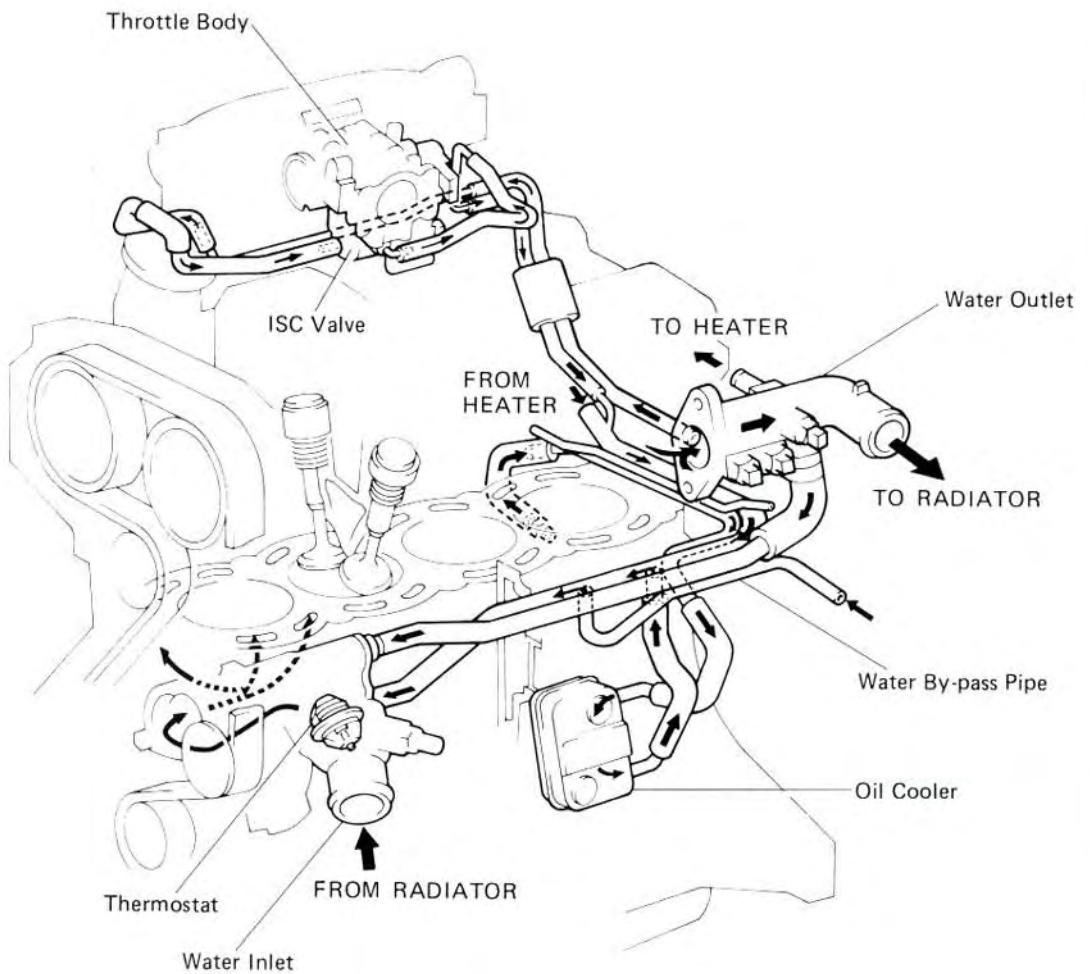 Throttle Body
ISC Valve
Water Outlet
TO HEATER
FROM
HEATER
TO RADIATOR
Water By-pass Pipe
Oil Cooler
Thermostat
FROM RADIATOR
Water Inlet